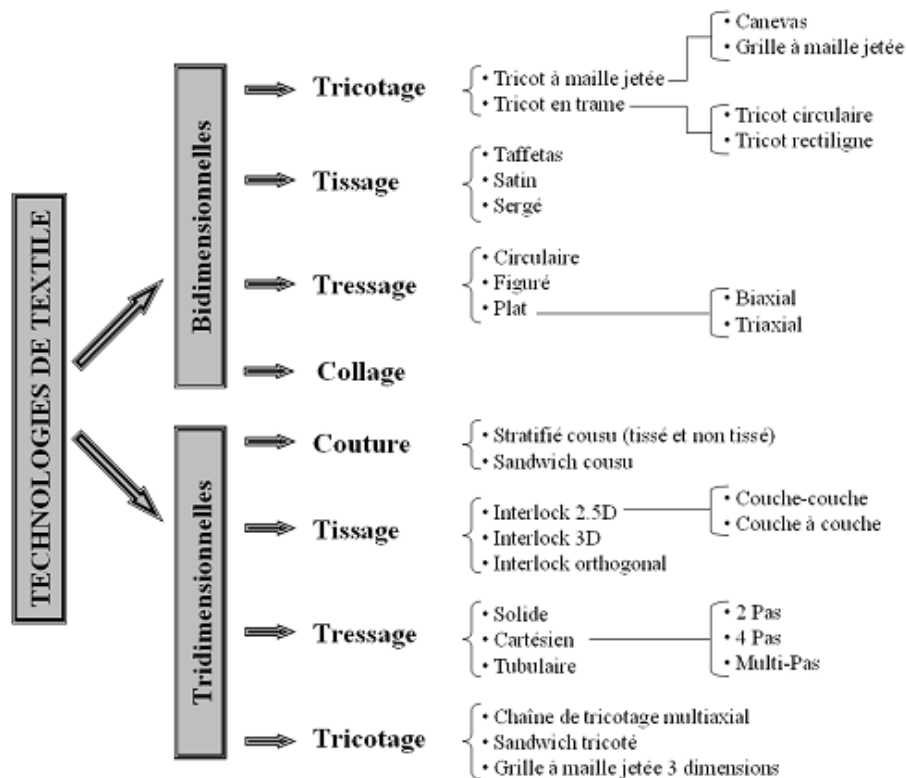 TECHNOLOGIES DE TEXTILE
Bidimensionnelles
Tricotage
• Tricot à maille jetée
• Tricot en trame
• Canevas
• Grille à maille jetée
• Tricot circulaire
• Tricot rectiligne
Tissage
• Taffetas
• Satin
• Sergé
Tressage
• Circulaire
• Figuré
• Plat
• Biaxial
• Triaxial
Collage
Tridimensionnelles
Couture
• Stratifié cousu (tissé et non tissé)
• Sandwich cousu
Tissage
• Interlock 2.5D
• Interlock 3D
• Interlock orthogonal
• Couche-couche
• Couche à couche
Tressage
• Solide
• Cartésien
• Tubulaire
• 2 Pas
• 4 Pas
• Multi-Pas
Tricotage
• Chaîne de tricotage multiaxial
• Sandwich tricoté
• Grille à maille jetée 3 dimensions